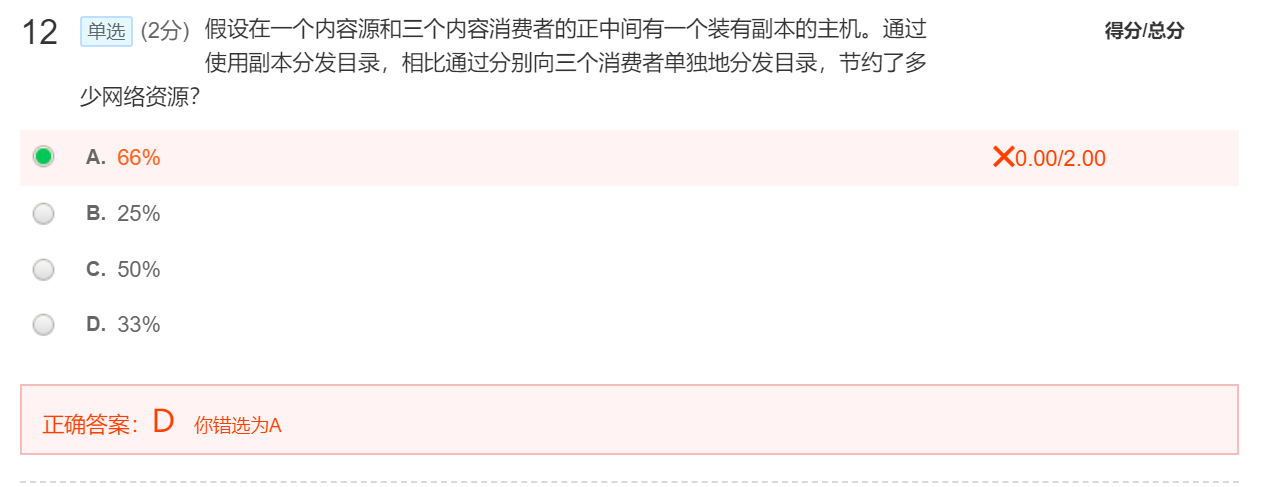 12 单选 (2分) 假设在一个内容源和三个内容消费者的正中间有一个装有副本的主机。通过 得分/总分
使用副本分发目录，相比通过分别向三个消费者单独地分发目录，节约了多
少网络资源？
A. 66% ×0.00/2.00
B. 25%
C. 50%
D. 33%
正确答案：D 你错选为A